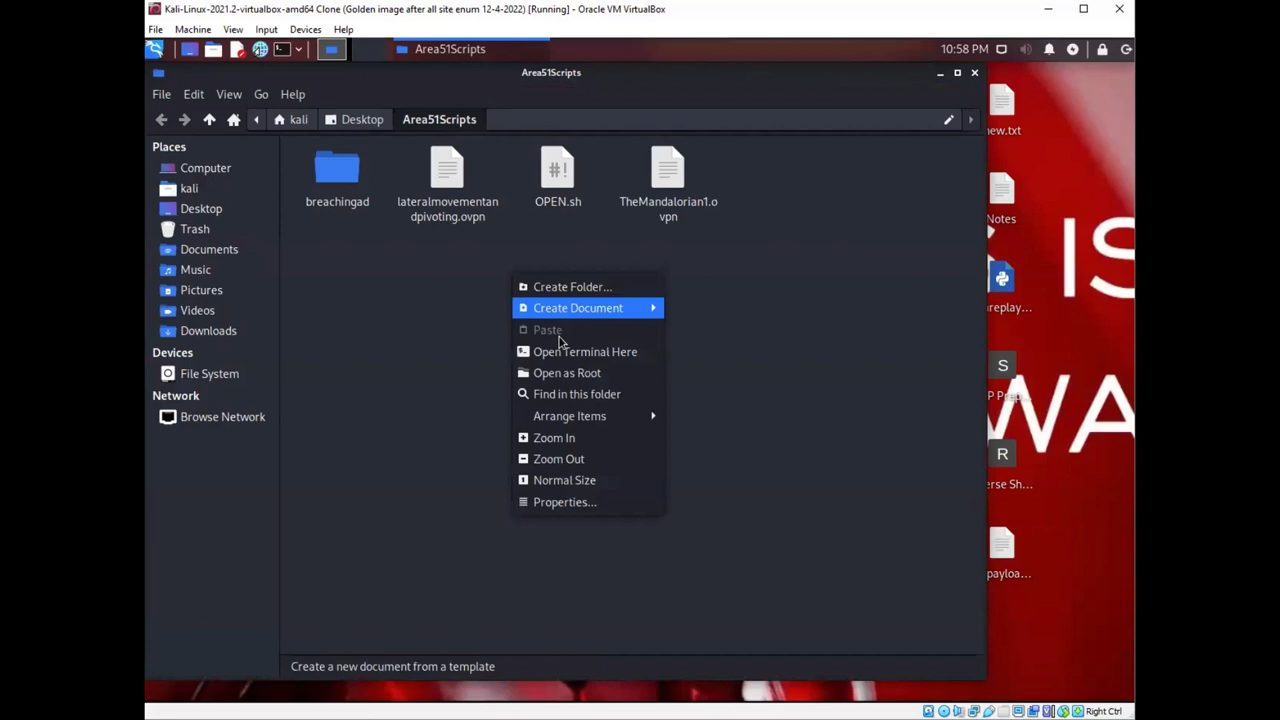 Kali-Linux-2021.2-virtualbox-amd64 Clone (Golden image after all site enum 12-4-2022) [Running] - Oracle VM VirtualBox
File Machine View Input Devices Help
Area51Scripts 10:58 PM
Area51Scripts
File Edit View Go Help
kali Desktop Area51Scripts
Places
Computer
kali
Desktop
Trash
Documents
Music
Pictures
Videos
Downloads
Devices
File System
Network
Browse Network
breachingad
lateralmovementan
dpivoting.ovpn
OPEN.sh
TheMandalorian1.o
vpn
Create Folder...
Create Document
Paste
Open Terminal Here
Open as Root
Find in this folder
Arrange Items
Zoom In
Zoom Out
Normal Size
Properties...
Create a new document from a template
new.txt
Notes
areplay...
S
P Prep...
R
erse Sh...
payloa...
IS
WA
Right Ctrl